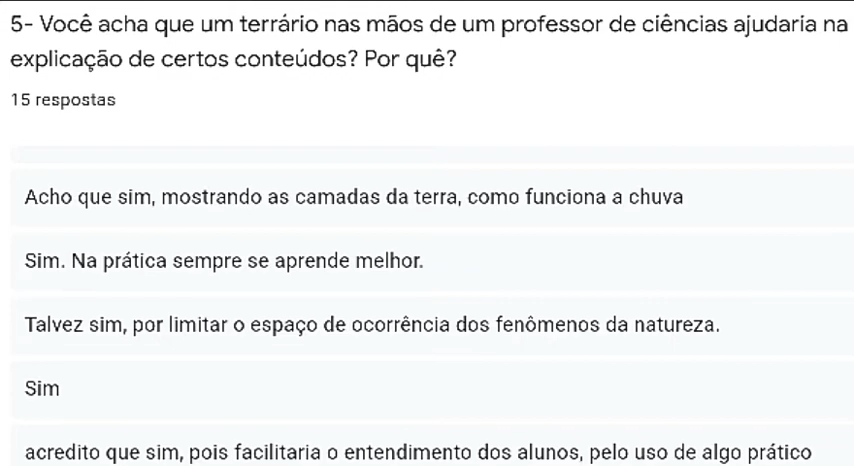 5- Você acha que um terrário nas mãos de um professor de ciências ajudaria na
explicação de certos conteúdos? Por quê?
15 respostas
Acho que sim, mostrando as camadas da terra, como funciona a chuva
Sim. Na prática sempre se aprende melhor.
Talvez sim, por limitar o espaço de ocorrência dos fenômenos da natureza.
Sim
acredito que sim, pois facilitaria o entendimento dos alunos, pelo uso de algo prático